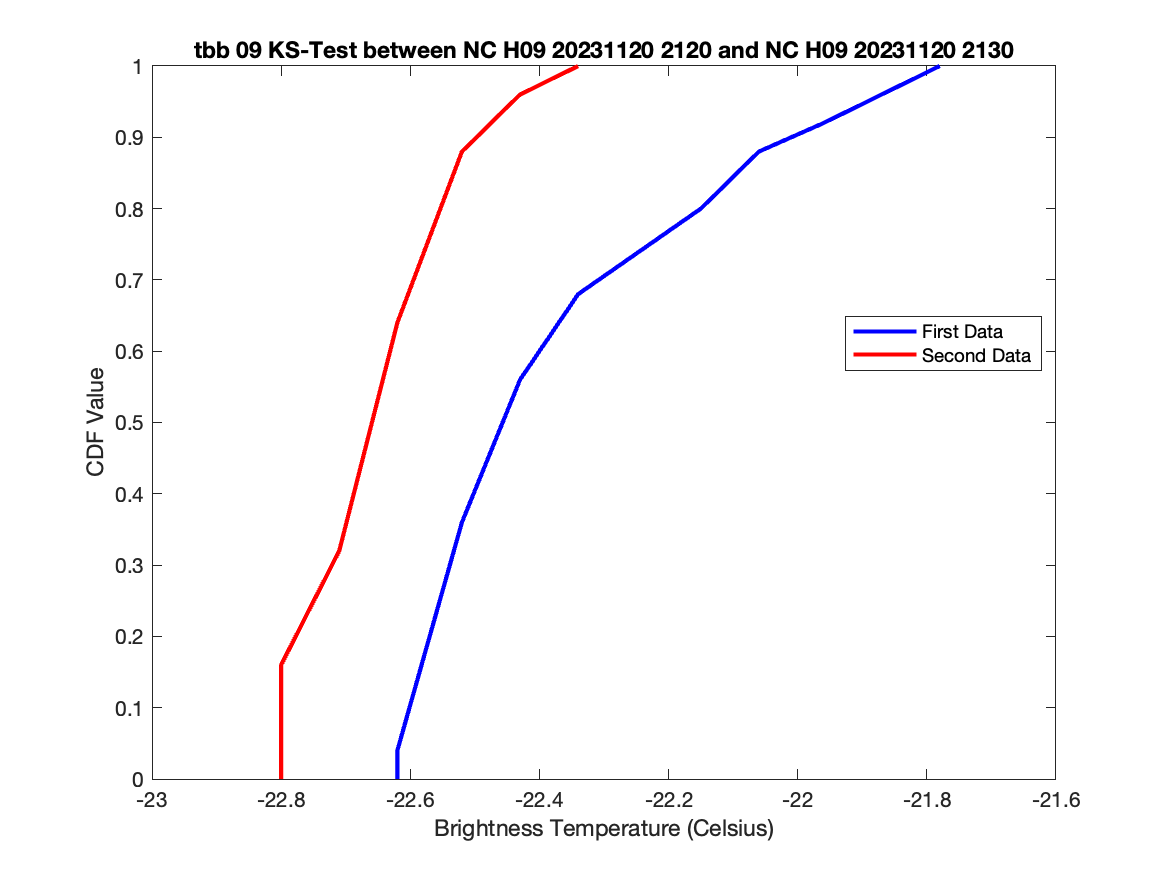 tbb 09 KS-Test between NC H09 20231120 2120 and NC H09 20231120 2130
1
0.9
0.8
0.7
0.6
0.5
0.4
0.3
0.2
0.1
0
CDF Value
First Data
Second Data
-23 -22.8 -22.6 -22.4 -22.2 -22 -21.8 -21.6
Brightness Temperature (Celsius)